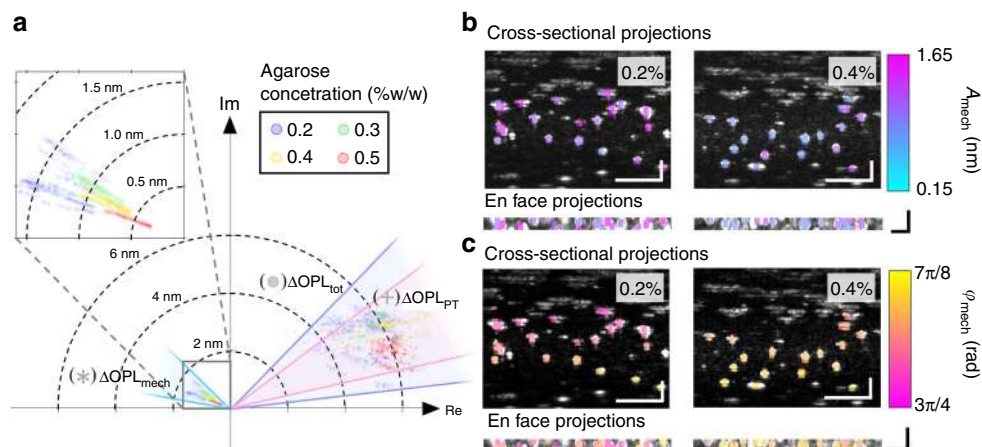 a
1.5 nm
1.0 nm
0.5 nm
Agarose
concetration (%w/w)
0.2
0.3
0.4
0.5
Im
6 nm
4 nm
2 nm
(●)ΔOPLtot
(+)ΔOPLPT
(*) ΔOPLmech
Re
b
Cross-sectional projections
0.2%
0.4%
1.65
Amech (nm)
0.15
En face projections
c
Cross-sectional projections
0.2%
0.4%
7π/8
φmech (rad)
3π/4
En face projections